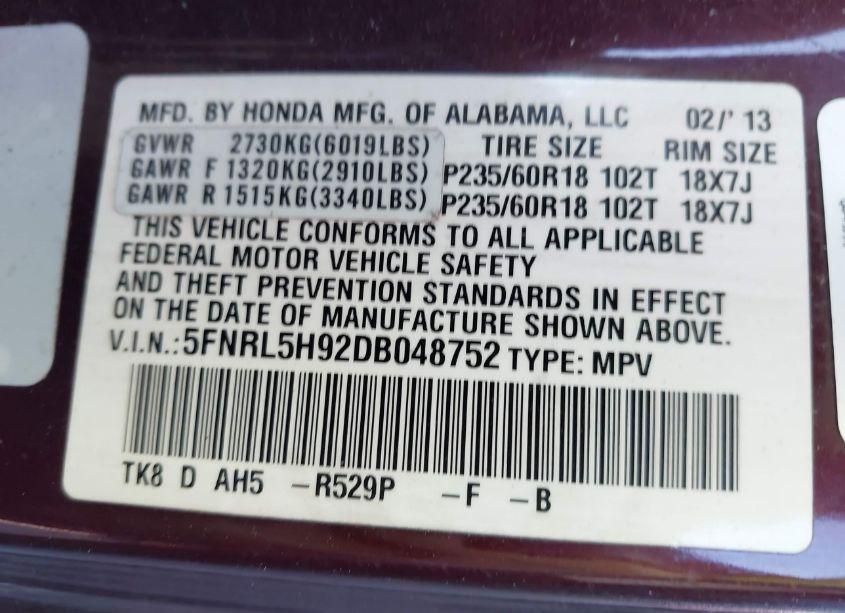 MFD. BY HONDA MFG. OF ALABAMA, LLC 02/' 13
GVWR 2730KG(6019LBS) TIRE SIZE RIM SIZE
GAWR F 1320KG(2910LBS) P235/60R18 102T 18X7J
GAWR R 1515KG(3340LBS) P235/60R18 102T 18X7J
THIS VEHICLE CONFORMS TO ALL APPLICABLE
FEDERAL MOTOR VEHICLE SAFETY
AND THEFT PREVENTION STANDARDS IN EFFECT
ON THE DATE OF MANUFACTURE SHOWN ABOVE.
V.I.N.: 5FNRL5H92DB048752 TYPE: MPV
TK8 D AH5 -R529P -F -B